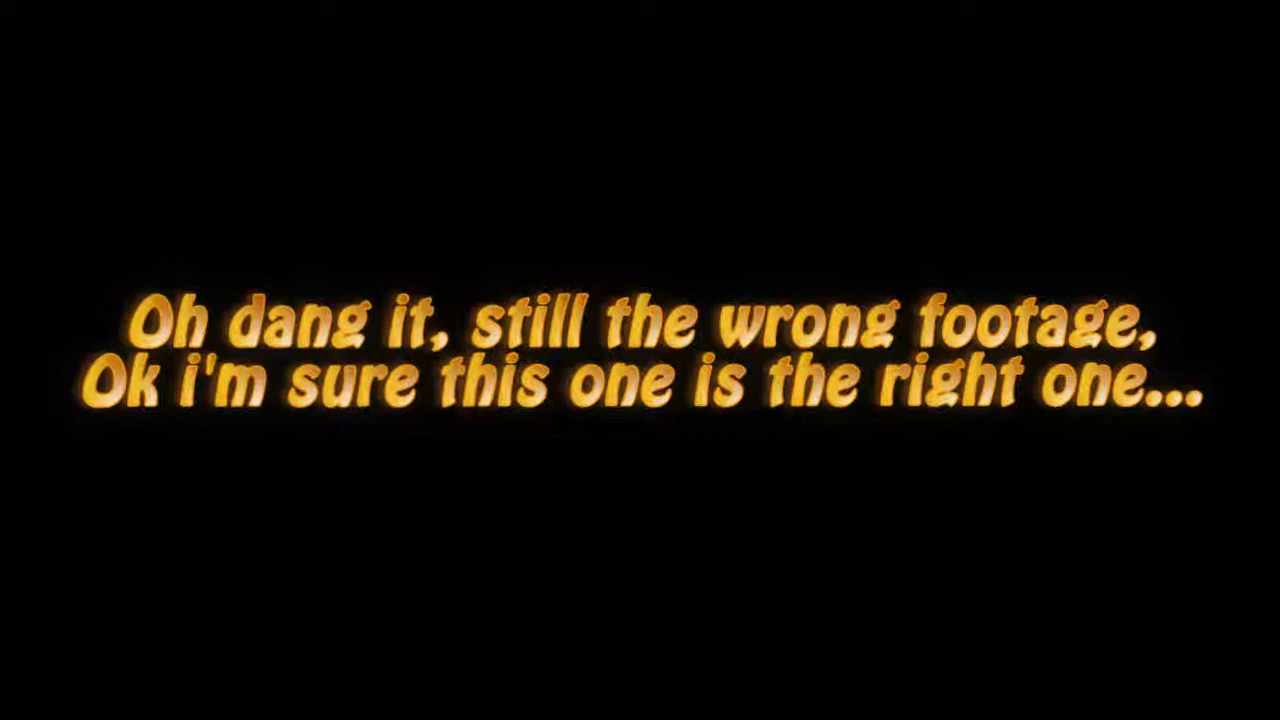 Oh dang it, still the wrong footage,
Ok i'm sure this one is the right one...